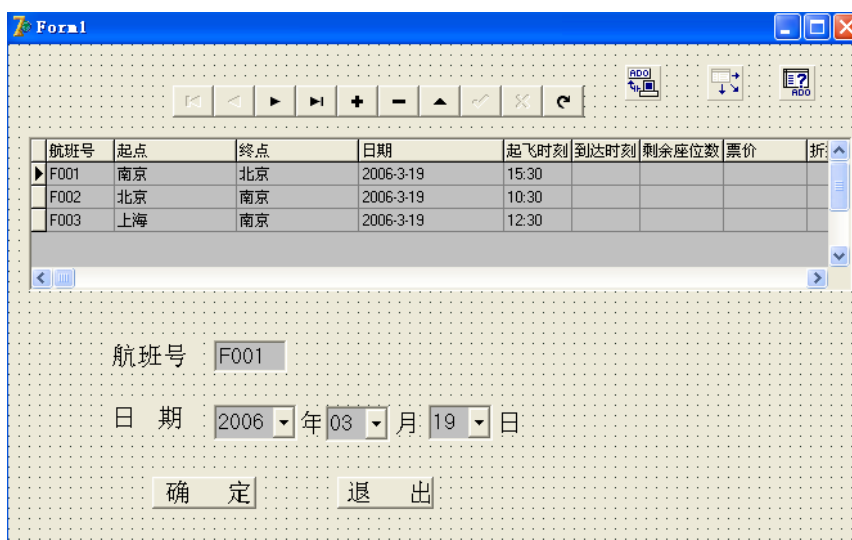 Form1
ADO
ADO
航班号 起点 终点 日期 起飞时刻 到达时刻 剩余座位数 票价
F001 南京 北京 2006-3-19 15:30
F002 北京 南京 2006-3-19 10:30
F003 上海 南京 2006-3-19 12:30
航班号 F001
日 期 2006 年 03 月 19 日
确 定 退 出